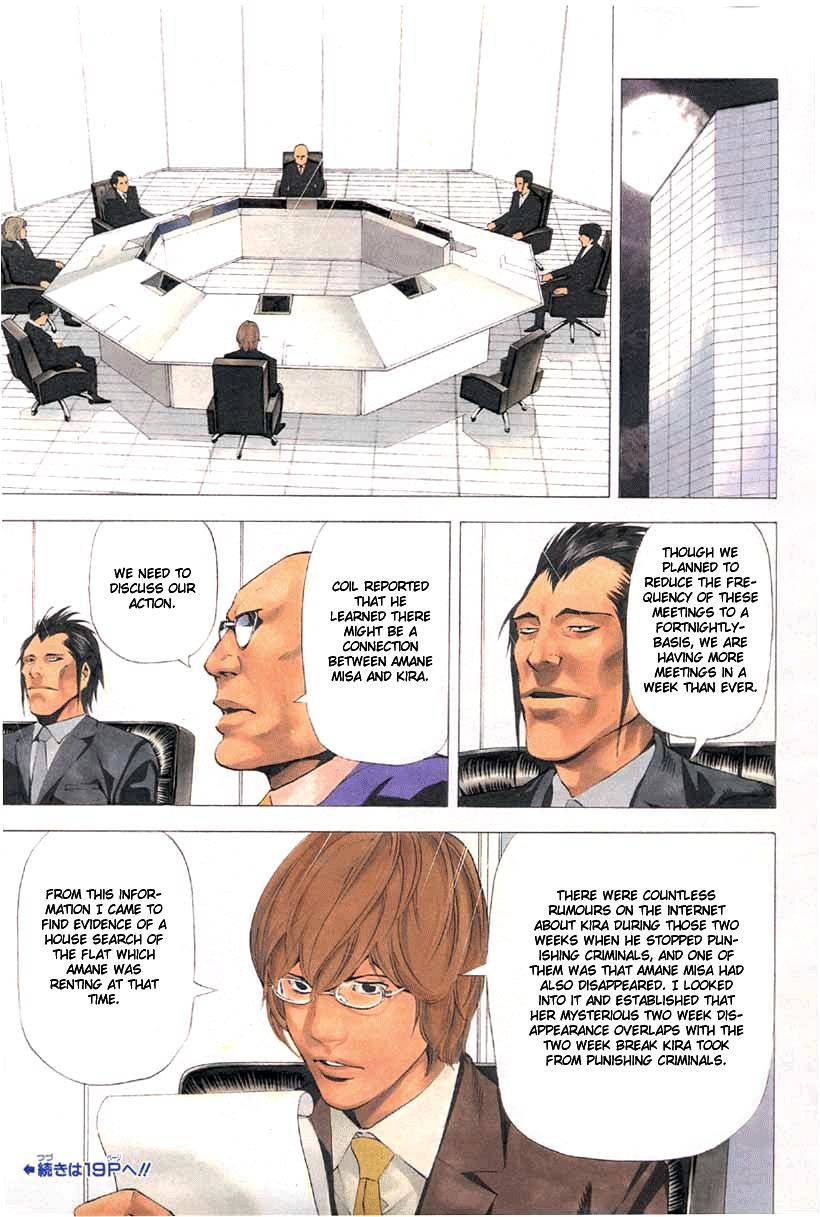 THOUGH WE
PLANNED TO
REDUCE THE FRE-
QUENCY OF THESE
MEETINGS TO A
FORTNIGHTLY-
BASIS, WE ARE
HAVING MORE
MEETINGS IN A
WEEK THAN EVER.
COIL REPORTED
THAT HE
LEARNED THERE
MIGHT BE A
CONNECTION
BETWEEN AMANE
MISA AND KIRA.
WE NEED TO
DISCUSS OUR
ACTION.
THERE WERE COUNTLESS
RUMOURS ON THE INTERNET
ABOUT KIRA DURING THOSE TWO
WEEKS WHEN HE STOPPED PUN-
ISHING CRIMINALS, AND ONE OF
THEM WAS THAT AMANE MISA HAD
ALSO DISAPPEARED. I LOOKED
INTO IT AND ESTABLISHED THAT
HER MYSTERIOUS TWO WEEK DIS-
APPEARANCE OVERLAPS WITH THE
TWO WEEK BREAK KIRA TOOK
FROM PUNISHING CRIMINALS.
FROM THIS INFOR-
MATION I CAME TO
FIND EVIDENCE OF A
HOUSE SEARCH OF
THE FLAT WHICH
AMANE WAS
RENTING AT THAT
TIME.
つづ ページ
←続きは19Pへ!!